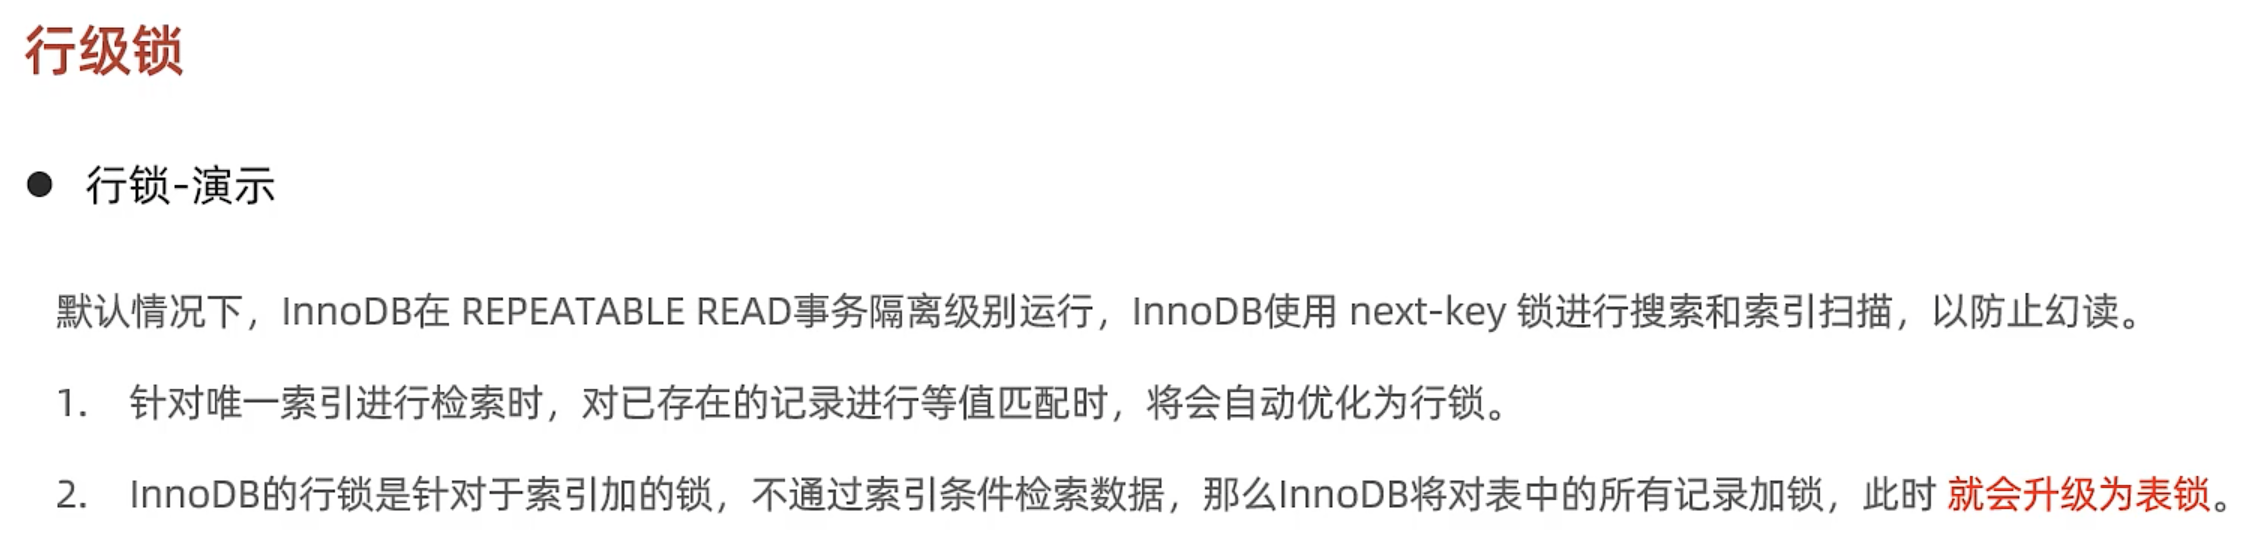 行级锁
● 行锁-演示
默认情况下，InnoDB在 REPEATABLE READ事务隔离级别运行，InnoDB使用 next-key 锁进行搜索和索引扫描，以防止幻读。
1. 针对唯一索引进行检索时，对已存在的记录进行等值匹配时，将会自动优化为行锁。
2. InnoDB的行锁是针对于索引加的锁，不通过索引条件检索数据，那么InnoDB将对表中的所有记录加锁，此时 就会升级为表锁。